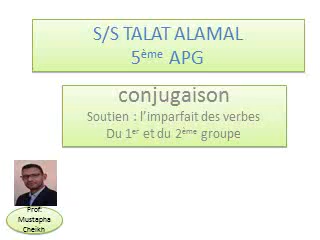 S/S TALAT ALAMAL
5ème APG
conjugaison
Soutien : l’imparfait des verbes
Du 1er et du 2ème groupe
Prof.
Mustapha
Cheikh